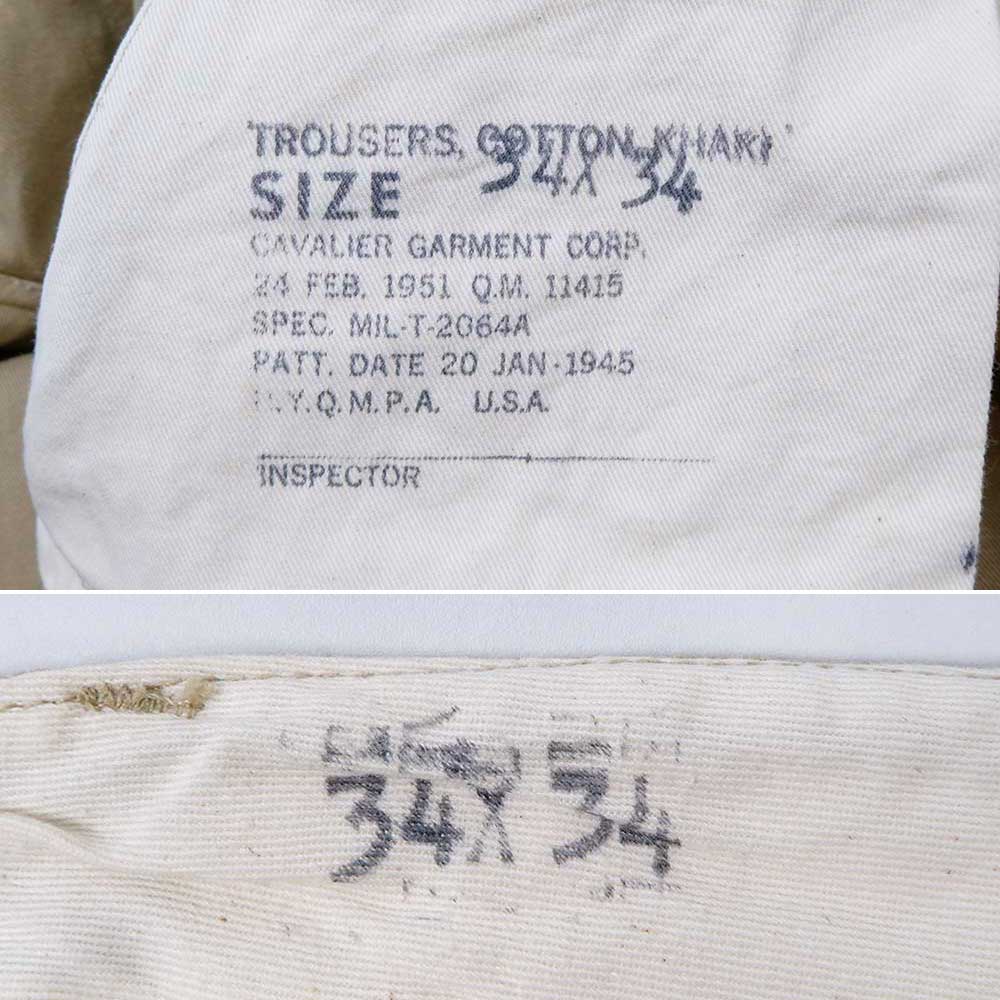 TROUSERS, COTTON, KHAKI
SIZE 34X34
CAVALIER GARMENT CORP.
24 FEB. 1951 Q.M. 11415
SPEC. MIL-T-2064A
PATT. DATE 20 JAN-1945
N.Y.Q.M.P.A. U.S.A.
INSPECTOR
34X34